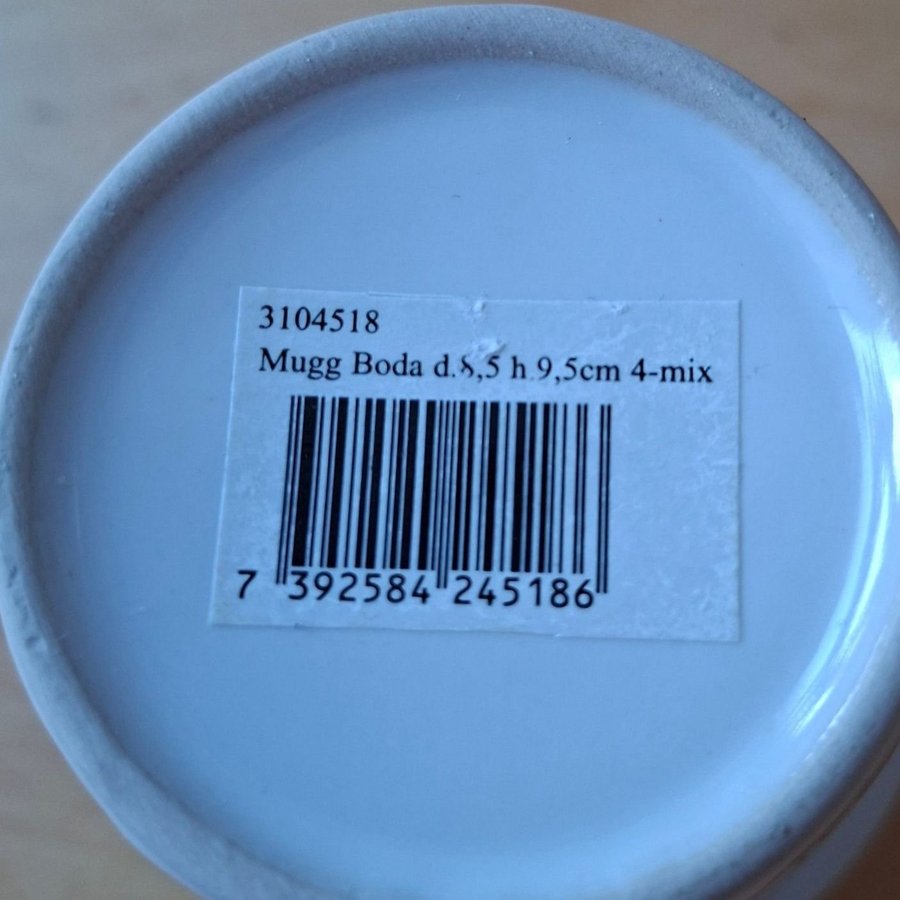 3104518
Mugg Boda d.8,5 h.9,5cm 4-mix
7 392584 245186